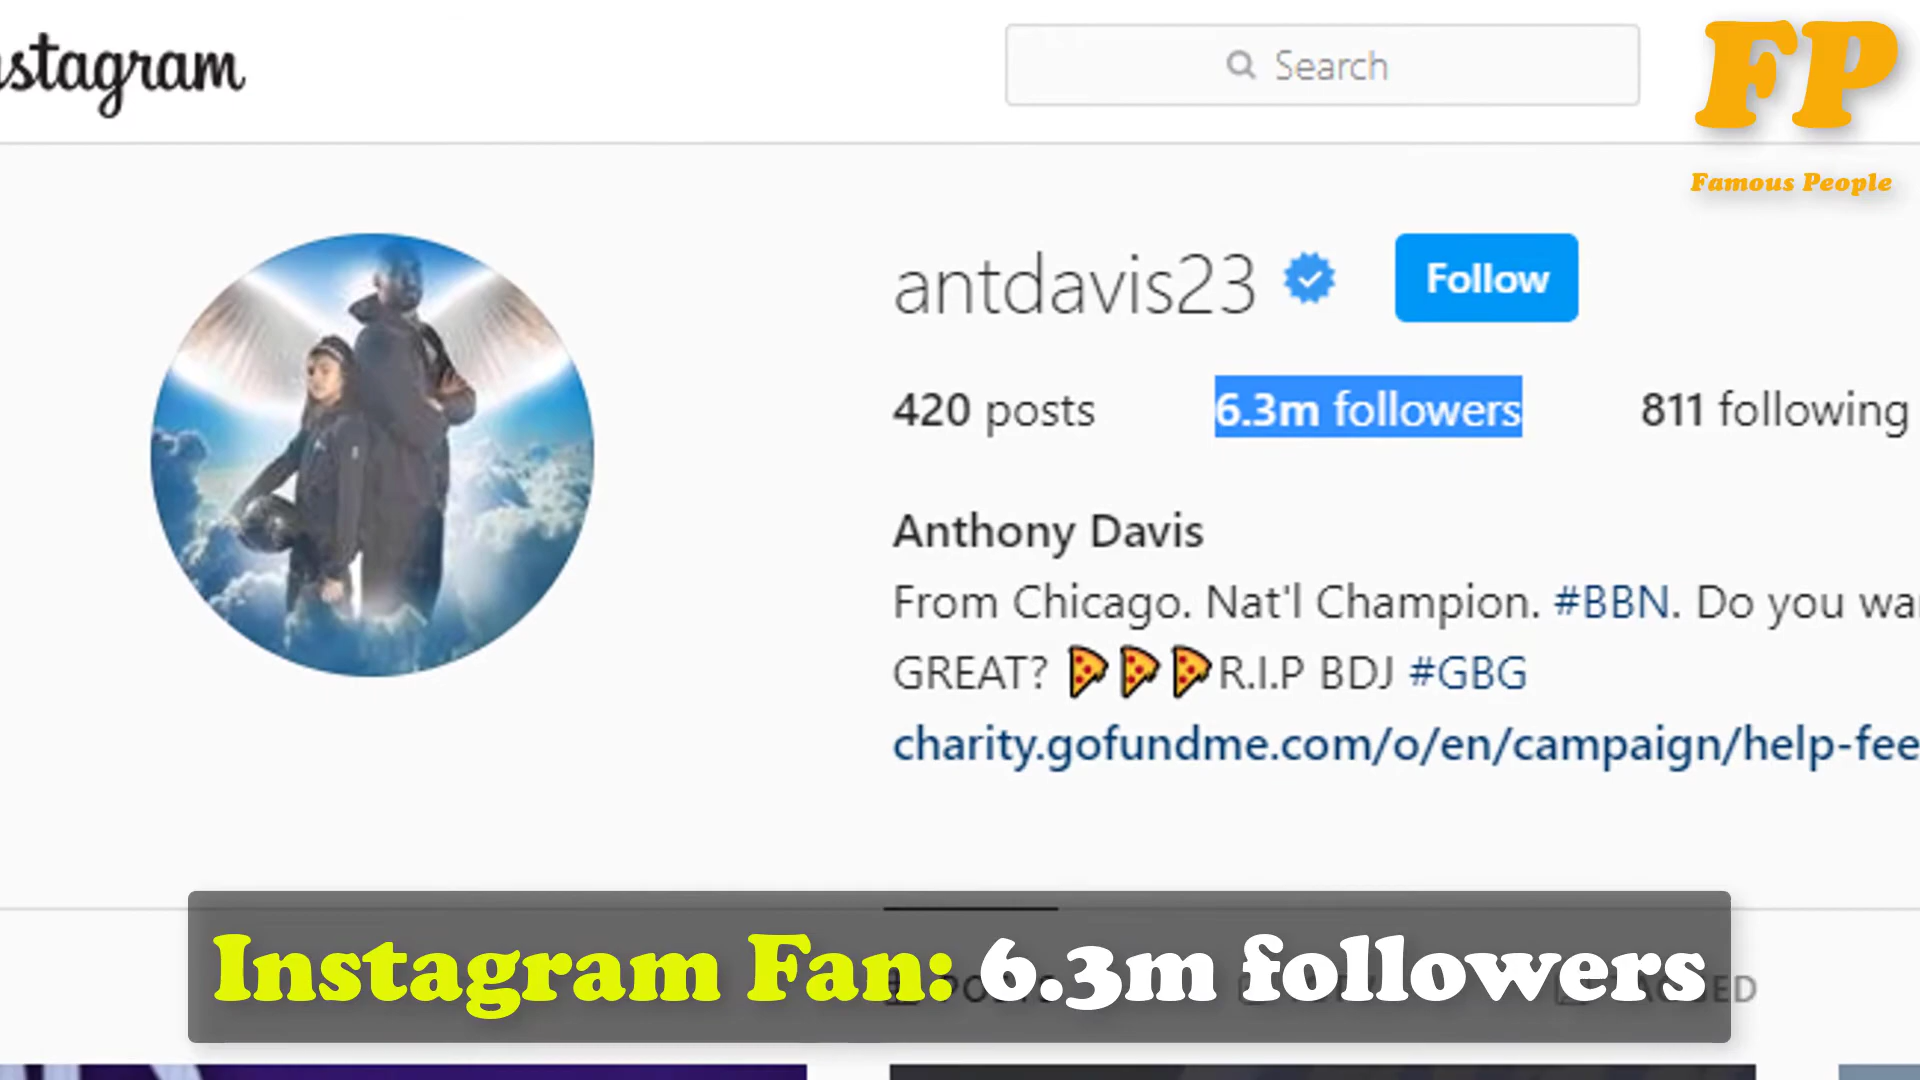 nstagram
Search
FP
Famous People
antdavis23
Follow
420 posts
6.3m followers
811 following
Anthony Davis
From Chicago. Nat'l Champion. #BBN. Do you wa
GREAT? 🍕🍕🍕R.I.P BDJ #GBG
charity.gofundme.com/o/en/campaign/help-fee
Instagram Fan: 6.3m followers